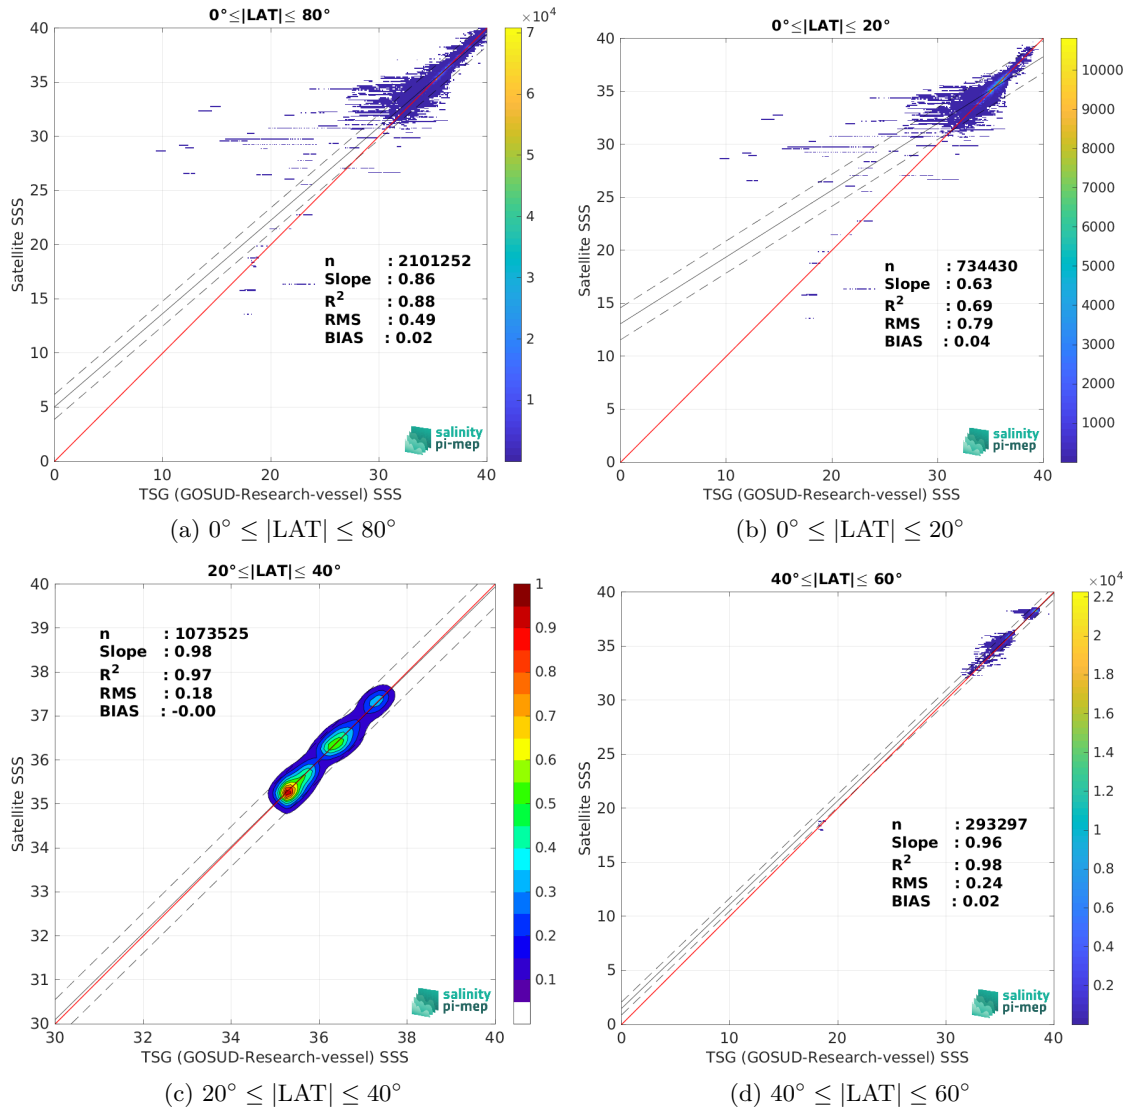 0°≤|LAT|≤ 80°
×10⁴
40
35
30
25
20
15
10
5
0
0
10
20
30
40
7
6
5
4
3
2
1
Satellite SSS
TSG (GOSUD-Research-vessel) SSS
n : 2101252
Slope : 0.86
R² : 0.88
RMS : 0.49
BIAS : 0.02
salinity
pi-mep
(a) 0° ≤ |LAT| ≤ 80°
0°≤|LAT|≤ 20°
40
35
30
25
20
15
10
5
0
0
10
20
30
40
10000
9000
8000
7000
6000
5000
4000
3000
2000
1000
Satellite SSS
TSG (GOSUD-Research-vessel) SSS
n : 734430
Slope : 0.63
R² : 0.69
RMS : 0.79
BIAS : 0.04
salinity
pi-mep
(b) 0° ≤ |LAT| ≤ 20°
20°≤|LAT|≤ 40°
40
39
38
37
36
35
34
33
32
31
30
30
32
34
36
38
40
1
0.9
0.8
0.7
0.6
0.5
0.4
0.3
0.2
0.1
Satellite SSS
TSG (GOSUD-Research-vessel) SSS
n : 1073525
Slope : 0.98
R² : 0.97
RMS : 0.18
BIAS : -0.00
salinity
pi-mep
(c) 20° ≤ |LAT| ≤ 40°
40°≤|LAT|≤ 60°
×10⁴
40
35
30
25
20
15
10
5
0
0
10
20
30
40
2.2
2
1.8
1.6
1.4
1.2
1
0.8
0.6
0.4
0.2
Satellite SSS
TSG (GOSUD-Research-vessel) SSS
n : 293297
Slope : 0.96
R² : 0.98
RMS : 0.24
BIAS : 0.02
salinity
pi-mep
(d) 40° ≤ |LAT| ≤ 60°